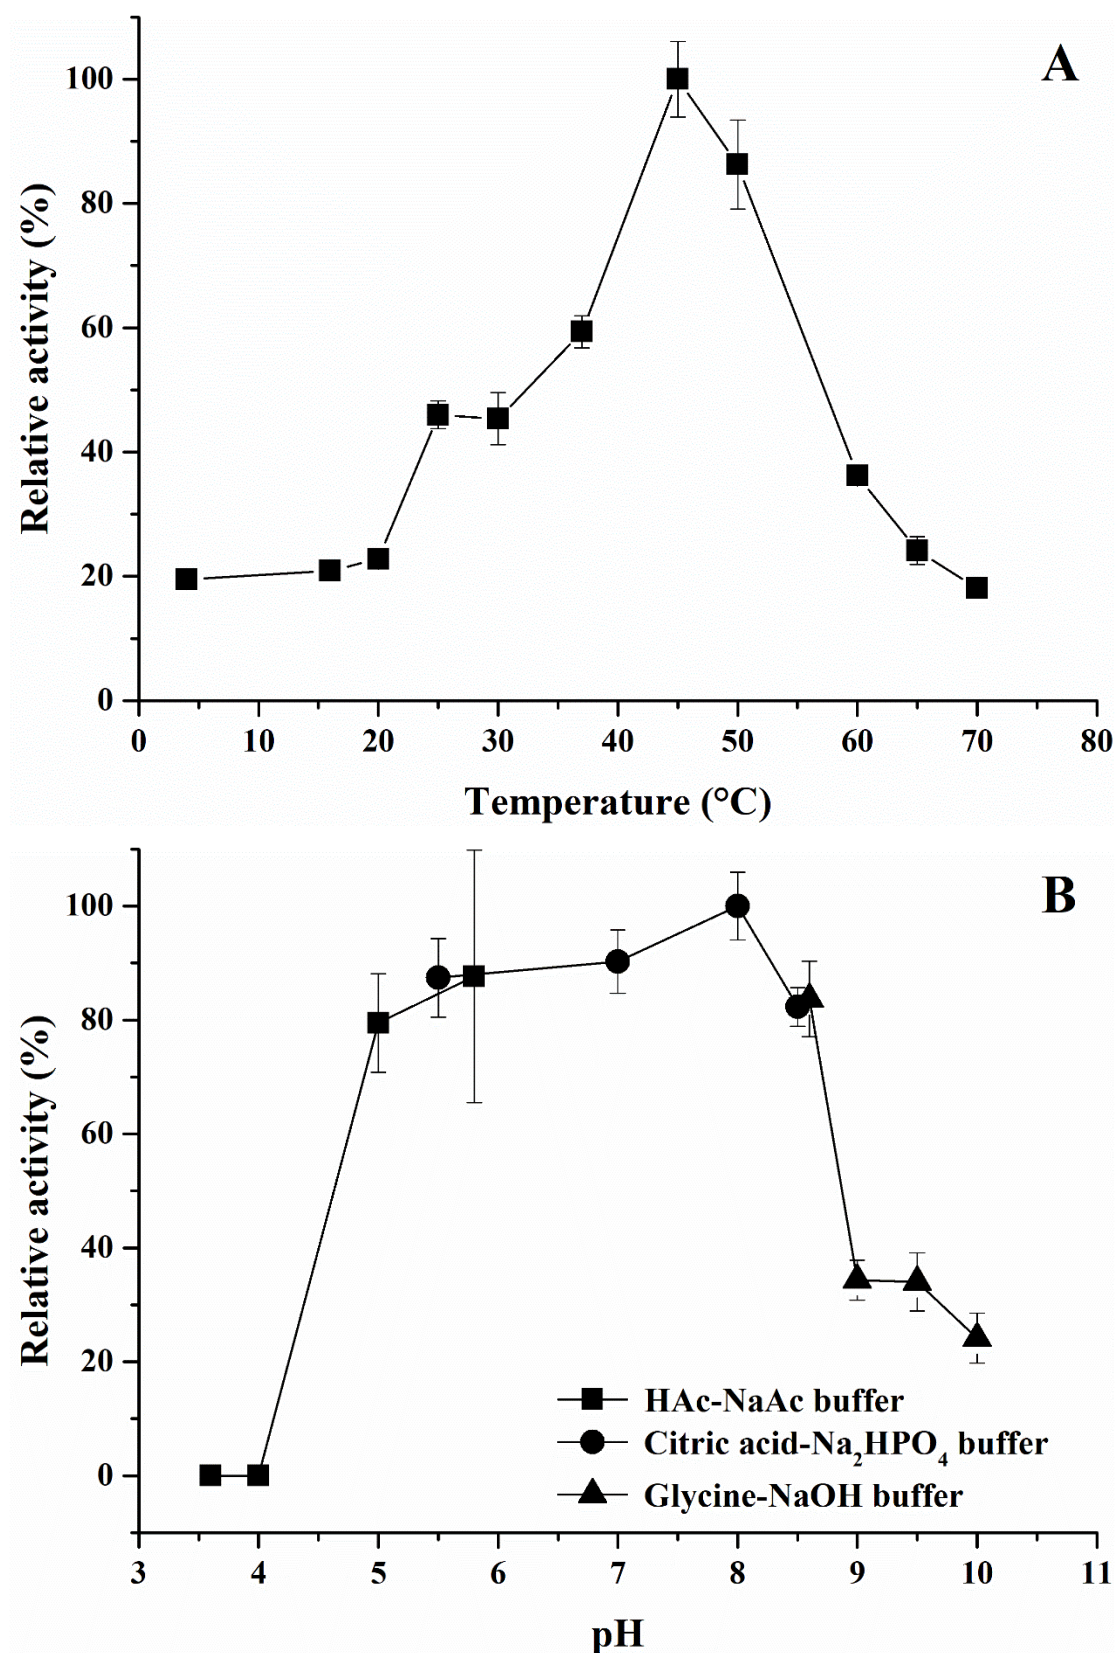 A
Relative activity (%)
100
80
60
40
20
0
0 10 20 30 40 50 60 70 80
Temperature (°C)
B
Relative activity (%)
100
80
60
40
20
0
HAc-NaAc buffer
Citric acid-Na₂HPO₄ buffer
Glycine-NaOH buffer
3 4 5 6 7 8 9 10 11
pH